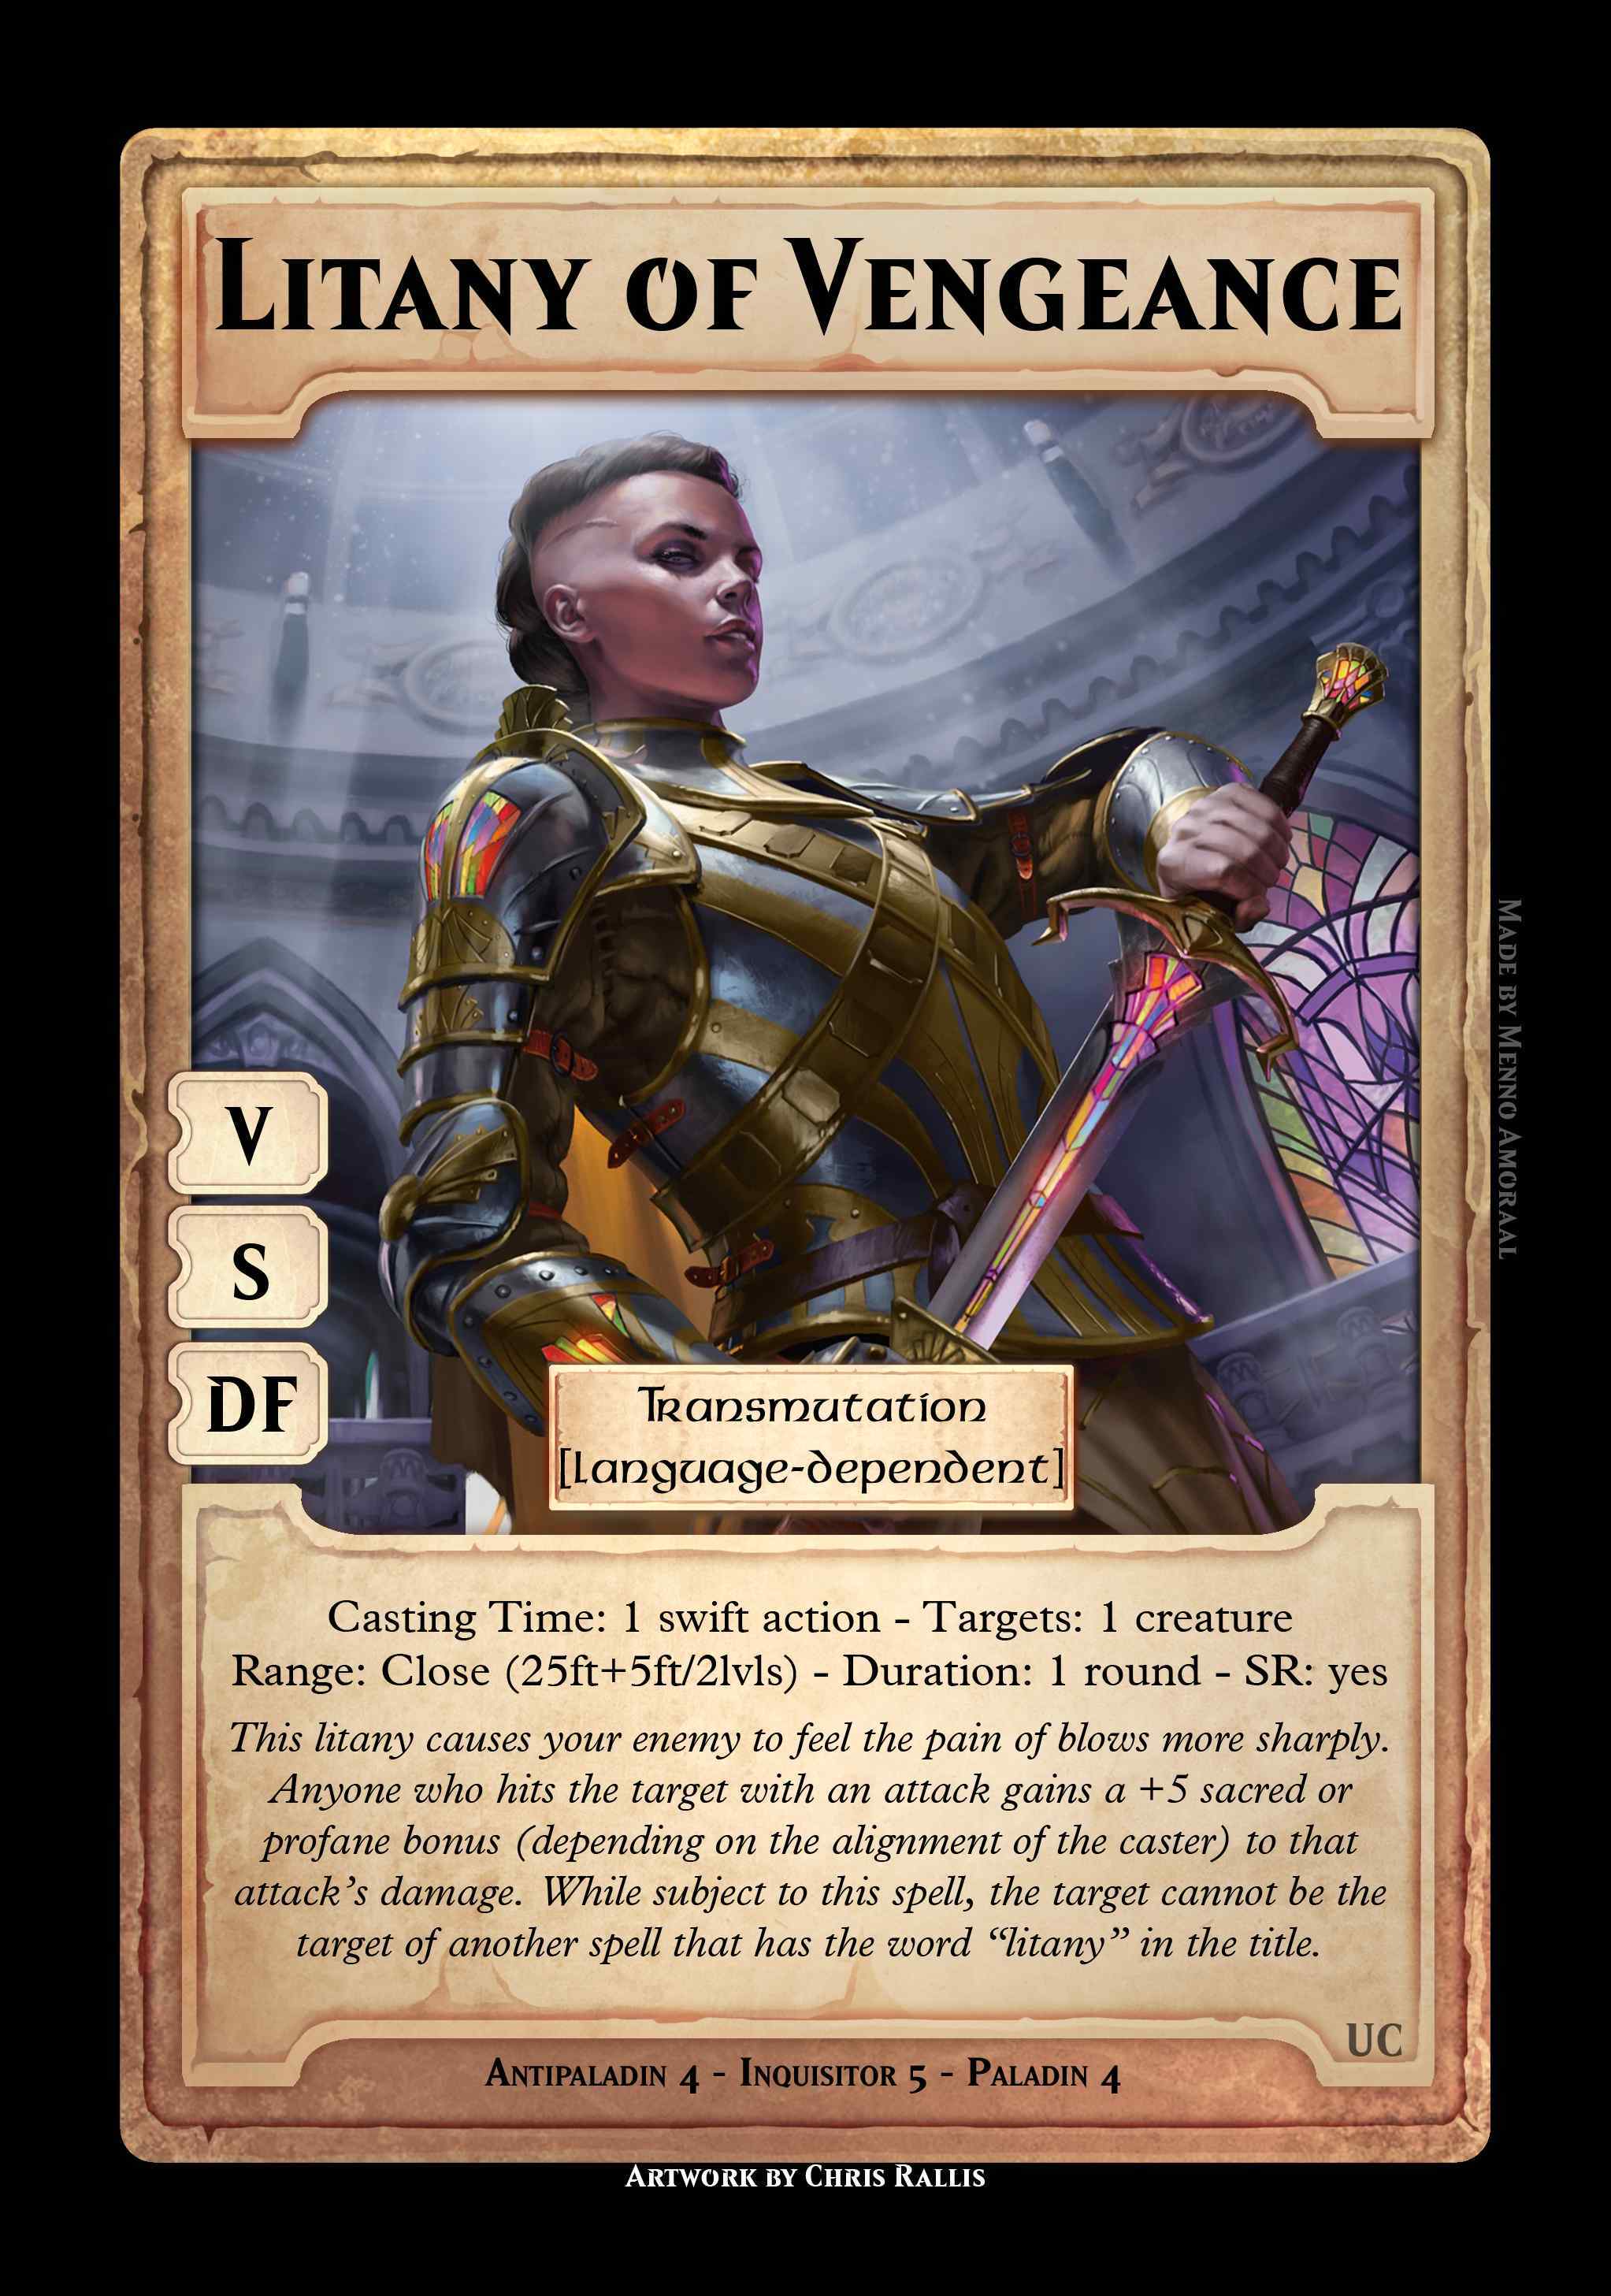 Litany of Vengeance
V
S
DF
Transmutation
[Language-dependent]
Casting Time: 1 swift action - Targets: 1 creature
Range: Close (25ft+5ft/2lvls) - Duration: 1 round - SR: yes
This litany causes your enemy to feel the pain of blows more sharply.
Anyone who hits the target with an attack gains a +5 sacred or
profane bonus (depending on the alignment of the caster) to that
attack’s damage. While subject to this spell, the target cannot be the
target of another spell that has the word “litany” in the title.
UC
Antipaladin 4 - Inquisitor 5 - Paladin 4
Artwork by Chris Rallis
Made by Menno Amoraal